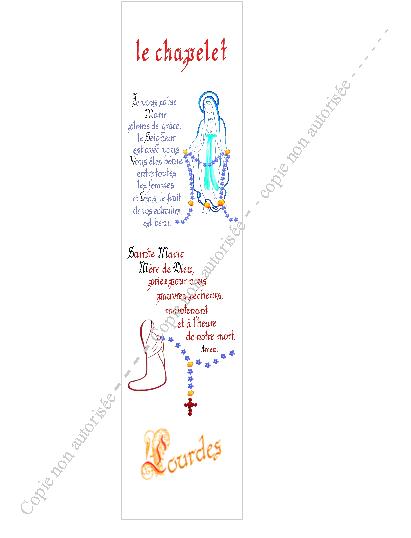 le chapelet
Je vous salue
Marie
pleine de grâce,
le Seigneur
est avec vous
Vous êtes bénie
entre toutes
les femmes
et Jésus, le fruit
de vos entrailles
est béni.
Sainte Marie
Mère de Dieu,
priez pour nous
pauvres pécheurs,
maintenant
et à l'heure
de notre mort.
Amen.
Lourdes
Copie non autorisée - - - - - Copie non autorisée - - - copie non autorisée - - - - -